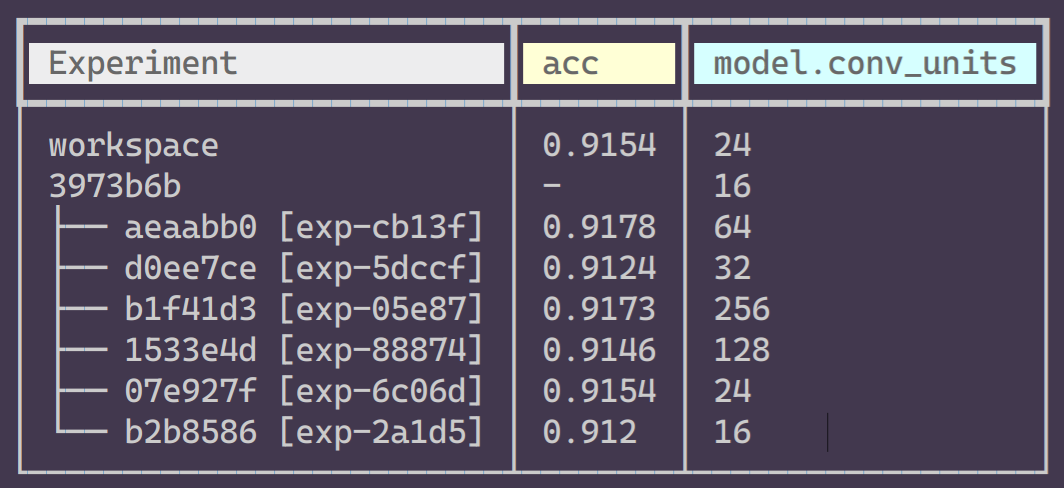 Experiment acc model.conv_units
workspace 0.9154 24
3973b6b - 16
├── aeaabb0 [exp-cb13f] 0.9178 64
├── d0ee7ce [exp-5dccf] 0.9124 32
├── b1f41d3 [exp-05e87] 0.9173 256
├── 1533e4d [exp-88874] 0.9146 128
├── 07e927f [exp-6c06d] 0.9154 24
└── b2b8586 [exp-2a1d5] 0.912 16